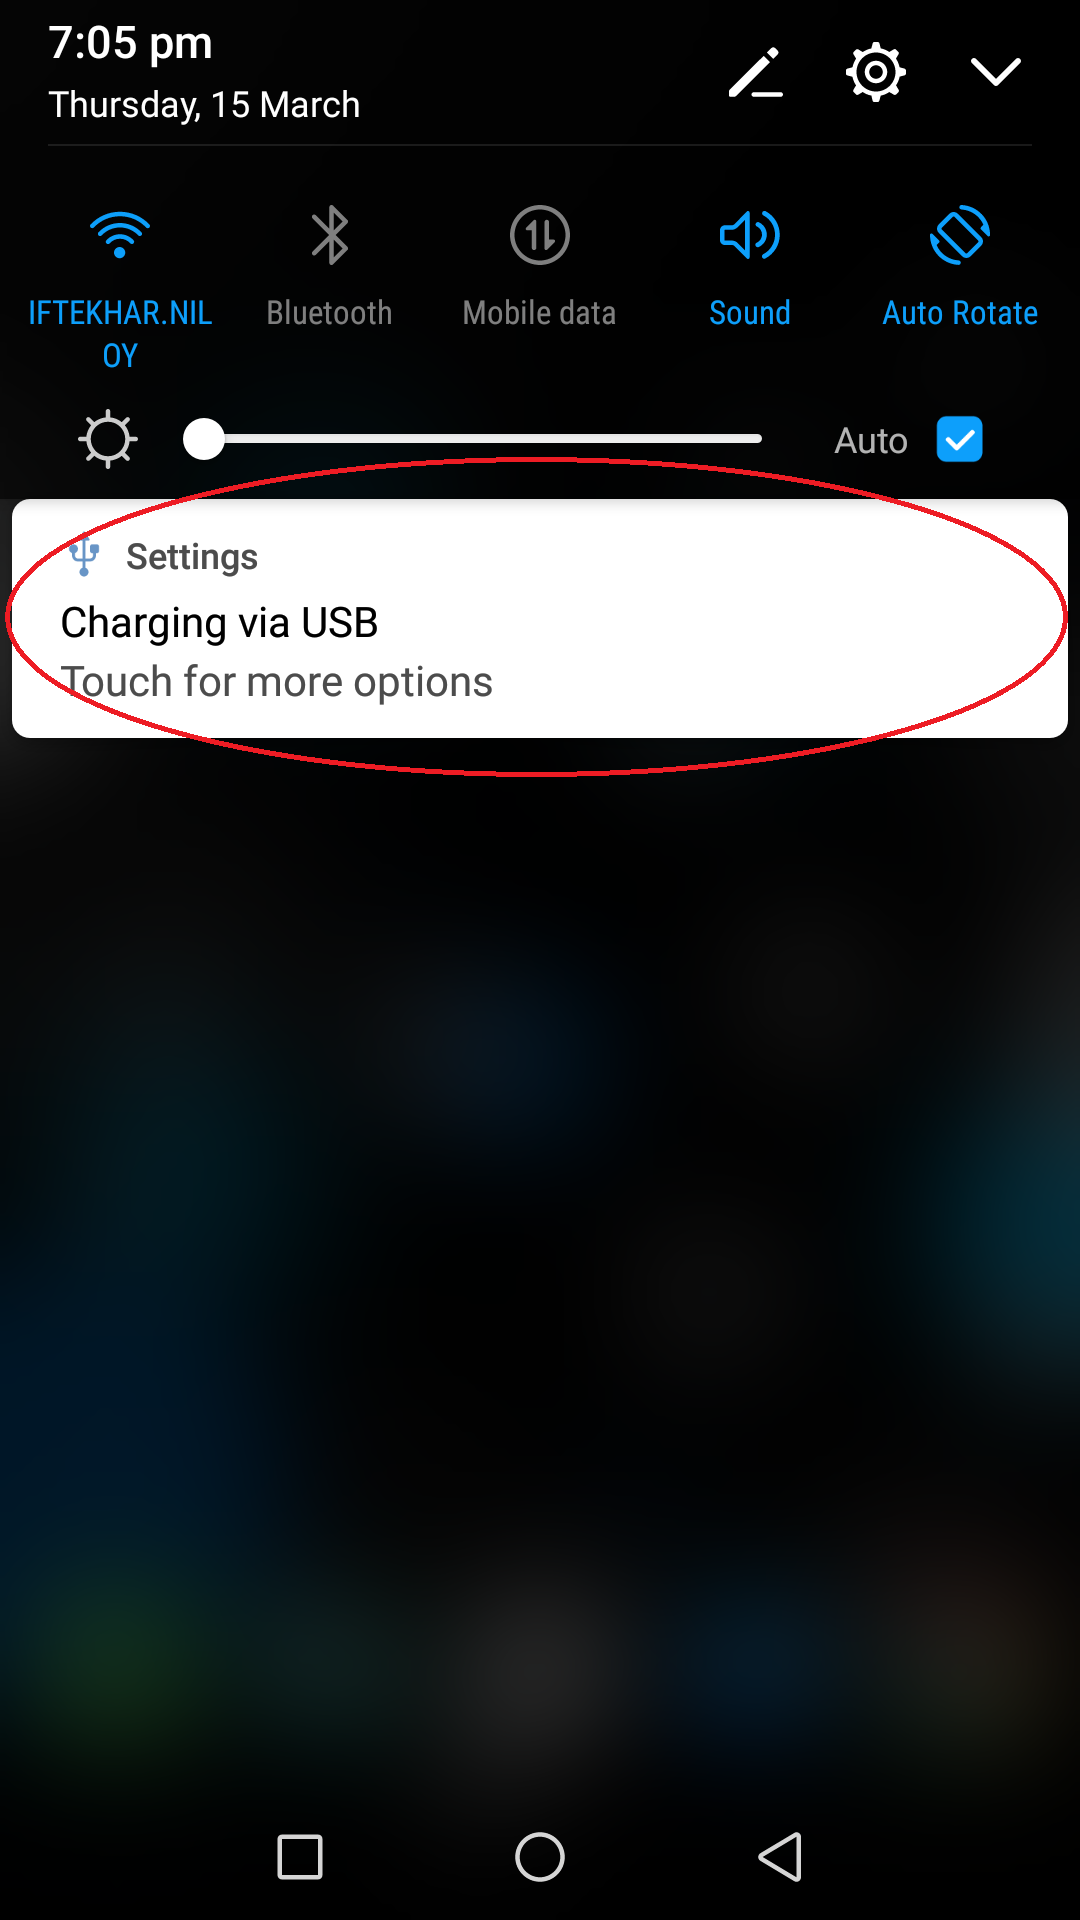 7:05 pm
Thursday, 15 March
IFTEKHAR.NIL
OY
Bluetooth
Mobile data
Sound
Auto Rotate
Auto
Settings
Charging via USB
Touch for more options